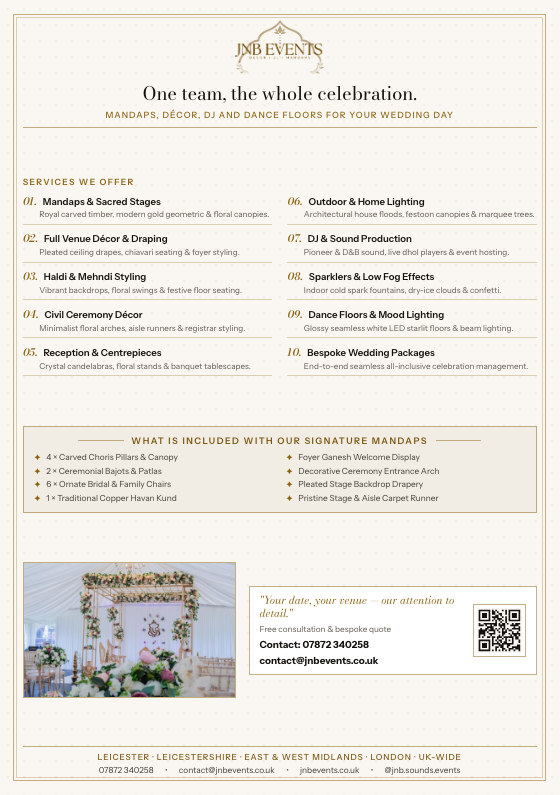 JNB EVENTS
One team, the whole celebration.
MANDAPS, DÉCOR, DJ AND DANCE FLOORS FOR YOUR WEDDING DAY
SERVICES WE OFFER
01. Mandaps & Sacred Stages
Royal carved timber, modern gold geometric & floral canopies.
02. Full Venue Décor & Draping
Pleated ceiling drapes, chiavari seating & foyer styling.
03. Haldi & Mehndi Styling
Vibrant backdrops, floral swings & festive floor seating.
04. Civil Ceremony Décor
Minimalist floral arches, aisle runners & registrar styling.
05. Reception & Centrepieces
Crystal candelabras, floral stands & banquet tablescapes.
06. Outdoor & Home Lighting
Architectural house floods, festoon canopies & marquee trees.
07. DJ & Sound Production
Pioneer & D&B sound, live dhol players & event hosting.
08. Sparklers & Low Fog Effects
Indoor cold spark fountains, dry-ice clouds & confetti.
09. Dance Floors & Mood Lighting
Glossy seamless white LED starlit floors & beam lighting.
10. Bespoke Wedding Packages
End-to-end seamless all-inclusive celebration management.
WHAT IS INCLUDED WITH OUR SIGNATURE MANDAPS
✦ 4 × Carved Choris Pillars & Canopy
✦ 2 × Ceremonial Bajots & Patlas
✦ 6 × Ornate Bridal & Family Chairs
✦ 1 × Traditional Copper Havan Kund
✦ Foyer Ganesh Welcome Display
✦ Decorative Ceremony Entrance Arch
✦ Pleated Stage Backdrop Drapery
✦ Pristine Stage & Aisle Carpet Runner
"Your date, your venue — our attention to
detail."
Free consultation & bespoke quote
Contact: 07872 340258
contact@jnbevents.co.uk
LEICESTER · LEICESTERSHIRE · EAST & WEST MIDLANDS · LONDON · UK-WIDE
07872 340258 • contact@jnbevents.co.uk • jnbevents.co.uk • @jnb.sounds.events